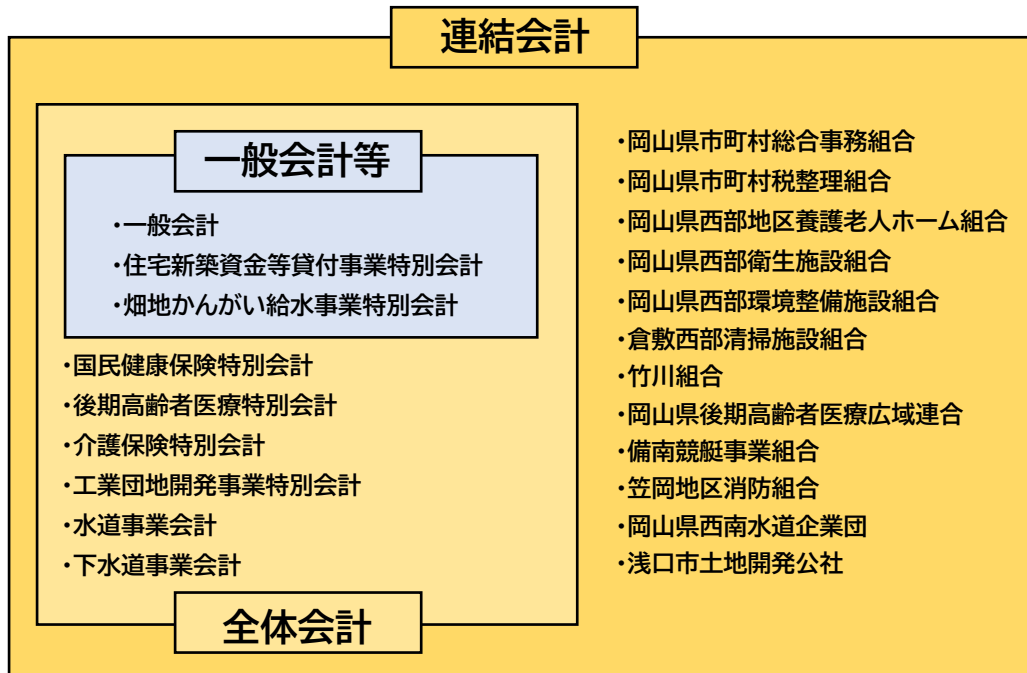 連結会計
一般会計等
・一般会計
・住宅新築資金等貸付事業特別会計
・畑地かんがい給水事業特別会計
・国民健康保険特別会計
・後期高齢者医療特別会計
・介護保険特別会計
・工業団地開発事業特別会計
・水道事業会計
・下水道事業会計
全体会計
・岡山県市町村総合事務組合
・岡山県市町村税整理組合
・岡山県西部地区養護老人ホーム組合
・岡山県西部衛生施設組合
・岡山県西部環境整備施設組合
・倉敷西部清掃施設組合
・竹川組合
・岡山県後期高齢者医療広域連合
・備南競艇事業組合
・笠岡地区消防組合
・岡山県西南水道企業団
・浅口市土地開発公社